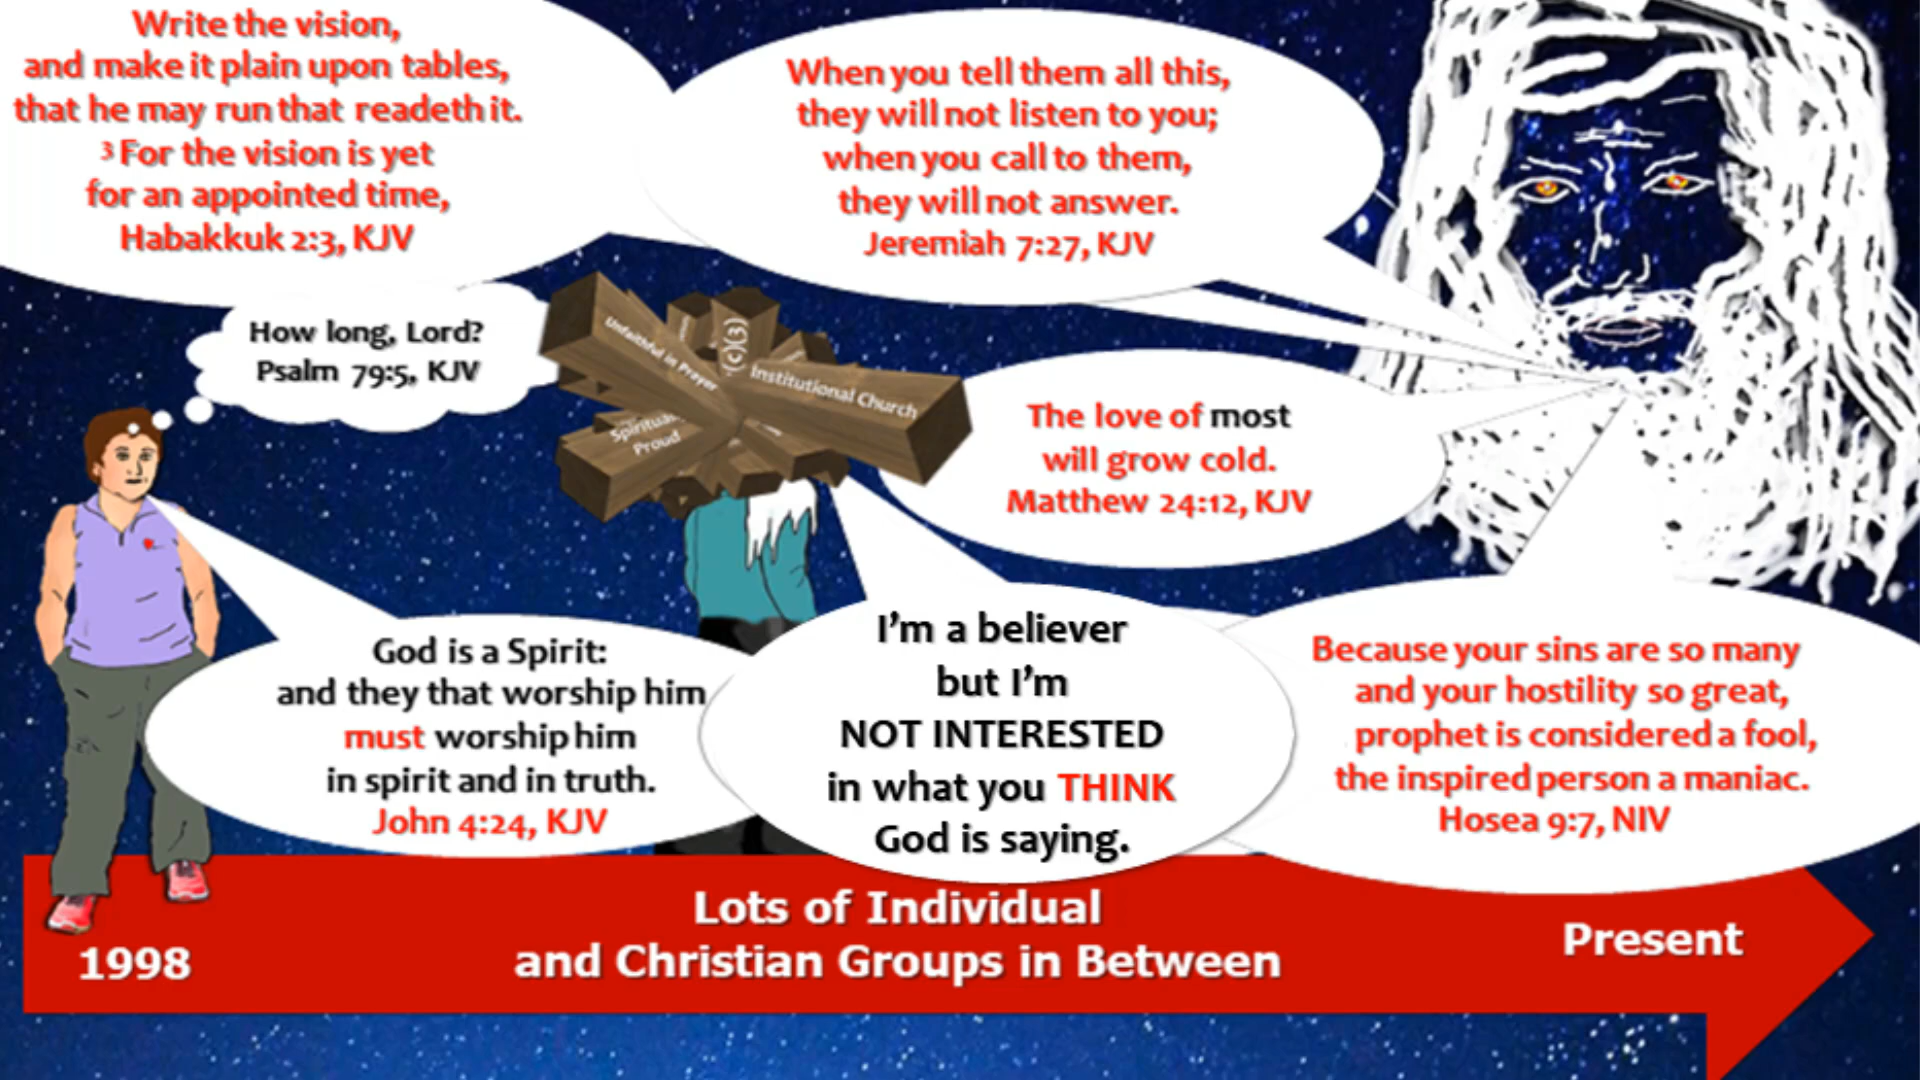 Write the vision,
and make it plain upon tables,
that he may run that readeth it.
3 For the vision is yet
for an appointed time,
Habakkuk 2:3, KJV
When you tell them all this,
they will not listen to you;
when you call to them,
they will not answer.
Jeremiah 7:27, KJV
How long, Lord?
Psalm 79:5, KJV
Unfaithful in Prayer
(c)(3)
Institutional Church
Spiritual
Proud
The love of most
will grow cold.
Matthew 24:12, KJV
God is a Spirit:
and they that worship him
must worship him
in spirit and in truth.
John 4:24, KJV
I'm a believer
but I'm
NOT INTERESTED
in what you THINK
God is saying.
Because your sins are so many
and your hostility so great,
prophet is considered a fool,
the inspired person a maniac.
Hosea 9:7, NIV
1998
Lots of Individual
and Christian Groups in Between
Present